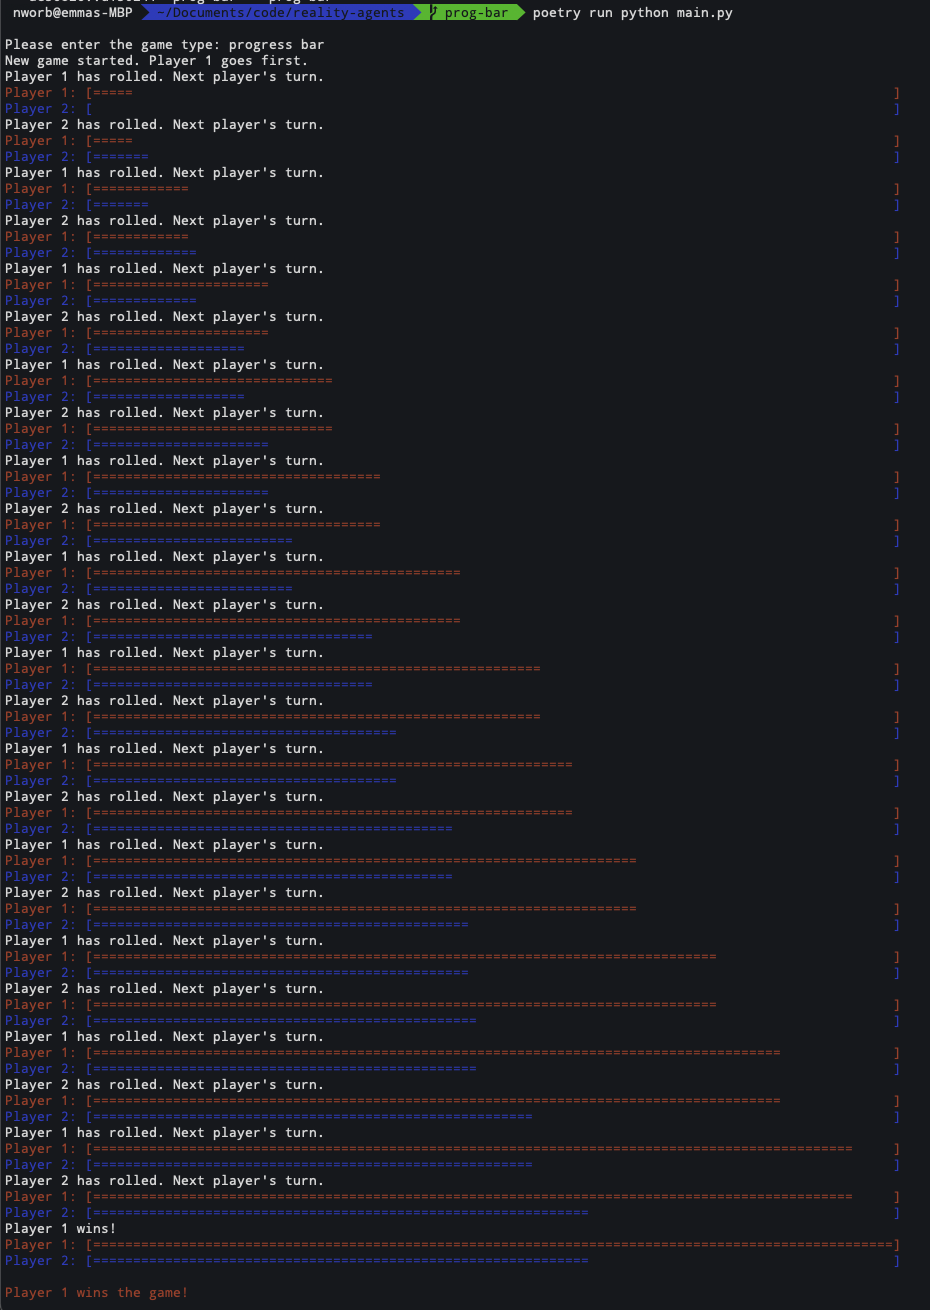 nworb@emmas-MBP ~/Documents/code/reality-agents prog-bar poetry run python main.py
Please enter the game type: progress bar
New game started. Player 1 goes first.
Player 1 has rolled. Next player's turn.
Player 1: [===== ]
Player 2: [ ]
Player 2 has rolled. Next player's turn.
Player 1: [===== ]
Player 2: [======= ]
Player 1 has rolled. Next player's turn.
Player 1: [============ ]
Player 2: [======= ]
Player 2 has rolled. Next player's turn.
Player 1: [============ ]
Player 2: [============= ]
Player 1 has rolled. Next player's turn.
Player 1: [====================== ]
Player 2: [============= ]
Player 2 has rolled. Next player's turn.
Player 1: [====================== ]
Player 2: [=================== ]
Player 1 has rolled. Next player's turn.
Player 1: [============================== ]
Player 2: [=================== ]
Player 2 has rolled. Next player's turn.
Player 1: [============================== ]
Player 2: [====================== ]
Player 1 has rolled. Next player's turn.
Player 1: [==================================== ]
Player 2: [====================== ]
Player 2 has rolled. Next player's turn.
Player 1: [==================================== ]
Player 2: [========================= ]
Player 1 has rolled. Next player's turn.
Player 1: [============================================== ]
Player 2: [========================= ]
Player 2 has rolled. Next player's turn.
Player 1: [============================================== ]
Player 2: [=================================== ]
Player 1 has rolled. Next player's turn.
Player 1: [======================================================== ]
Player 2: [=================================== ]
Player 2 has rolled. Next player's turn.
Player 1: [======================================================== ]
Player 2: [====================================== ]
Player 1 has rolled. Next player's turn.
Player 1: [============================================================ ]
Player 2: [====================================== ]
Player 2 has rolled. Next player's turn.
Player 1: [============================================================ ]
Player 2: [============================================= ]
Player 1 has rolled. Next player's turn.
Player 1: [==================================================================== ]
Player 2: [============================================= ]
Player 2 has rolled. Next player's turn.
Player 1: [==================================================================== ]
Player 2: [=============================================== ]
Player 1 has rolled. Next player's turn.
Player 1: [============================================================================== ]
Player 2: [=============================================== ]
Player 2 has rolled. Next player's turn.
Player 1: [============================================================================== ]
Player 2: [================================================ ]
Player 1 has rolled. Next player's turn.
Player 1: [====================================================================================== ]
Player 2: [================================================ ]
Player 2 has rolled. Next player's turn.
Player 1: [====================================================================================== ]
Player 2: [======================================================= ]
Player 1 has rolled. Next player's turn.
Player 1: [=============================================================================================== ]
Player 2: [======================================================= ]
Player 2 has rolled. Next player's turn.
Player 1: [=============================================================================================== ]
Player 2: [============================================================== ]
Player 1 wins!
Player 1: [====================================================================================================]
Player 2: [============================================================== ]
Player 1 wins the game!